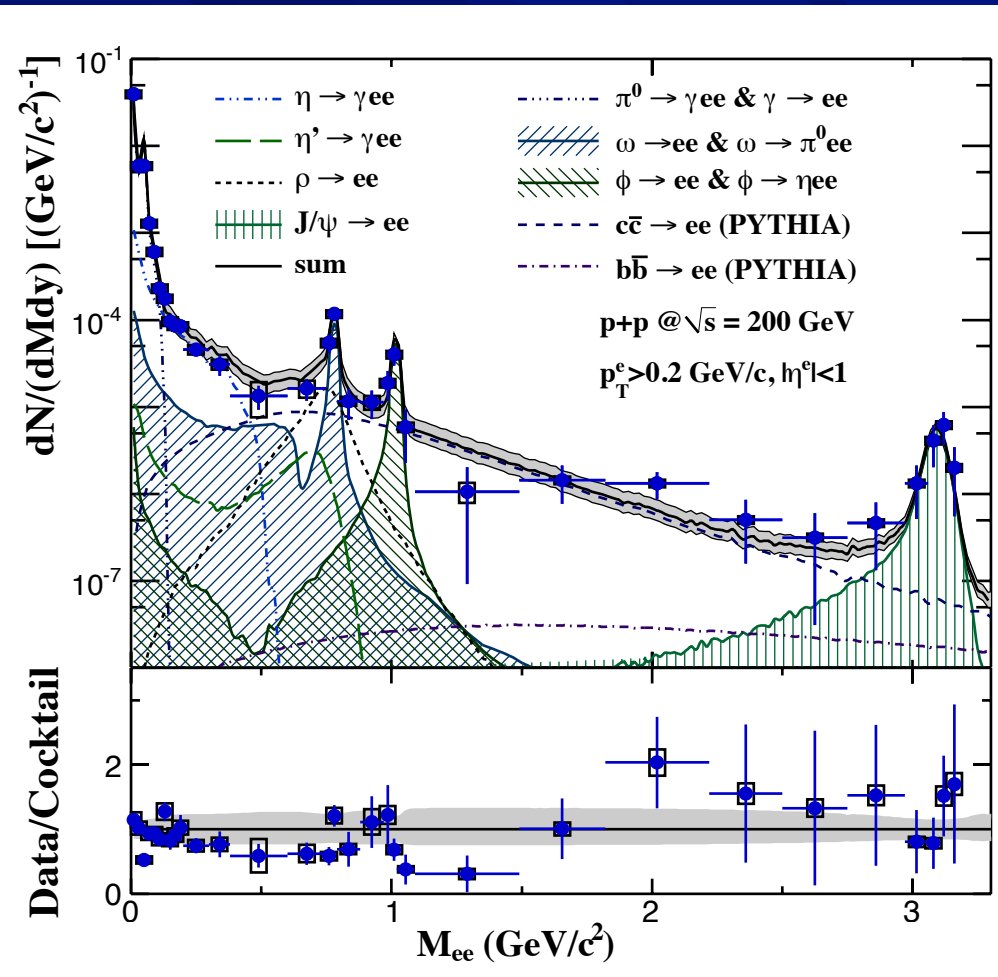 dN/(dMdy) [(GeV/c²)⁻¹]
10⁻¹
10⁻⁴
10⁻⁷
η → γee
η’ → γee
ρ → ee
J/ψ → ee
sum
π⁰ → γee & γ → ee
ω →ee & ω → π⁰ee
ϕ → ee & ϕ → ηee
cc̄ → ee (PYTHIA)
bb̄ → ee (PYTHIA)
p+p @√s = 200 GeV
pᵉ_T>0.2 GeV/c, |ηᵉ|<1
Data/Cocktail
2
0
0 1 2 3
M_ee (GeV/c²)